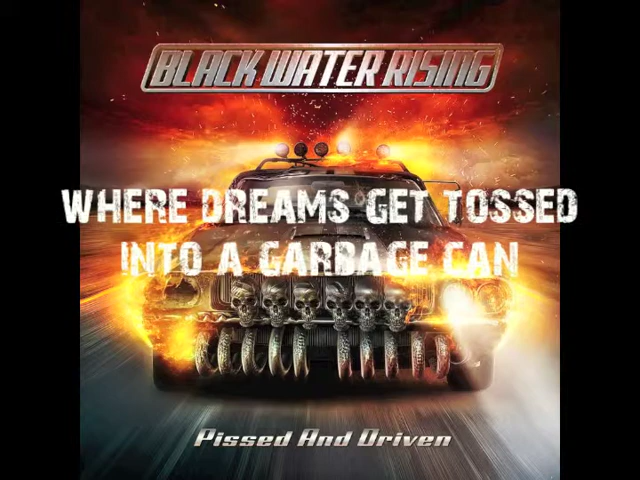 BLACK WATER RISING
WHERE DREAMS GET TOSSED
INTO A GARBAGE CAN
Pissed And Driven